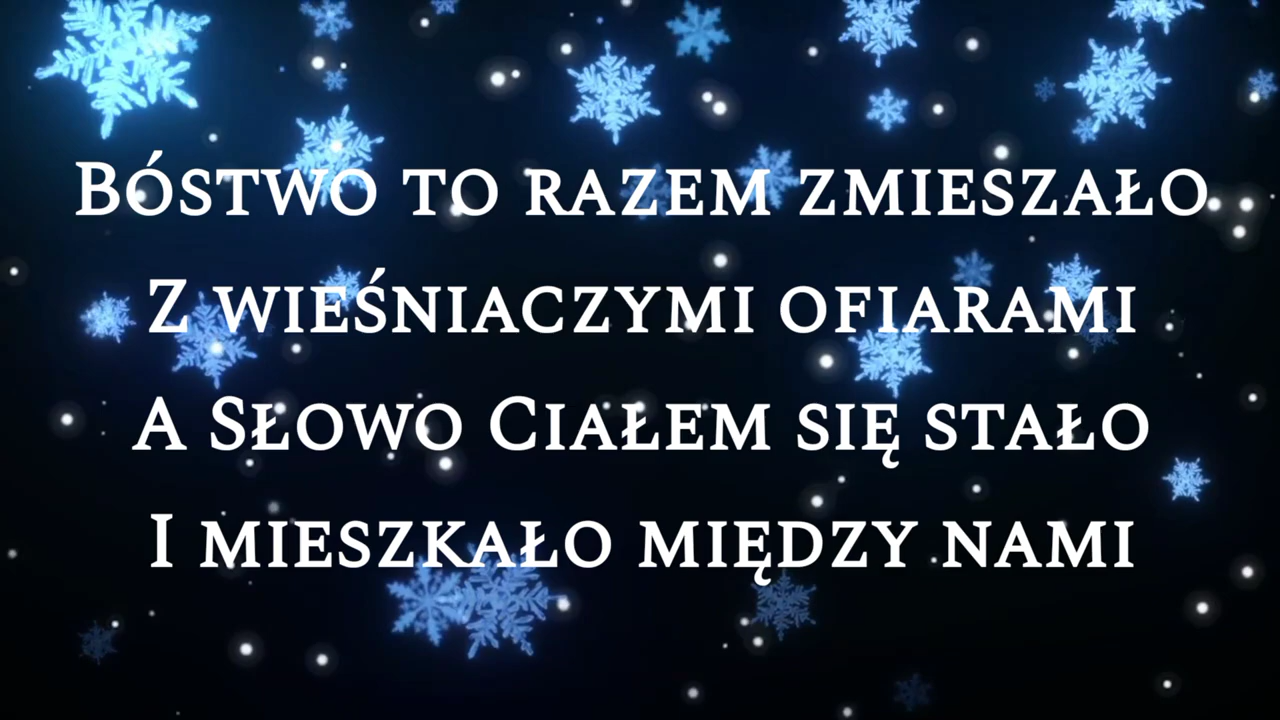 Bóstwo to razem zmieszało
Z wieśniaczymi ofiarami
A Słowo Ciałem się stało
I mieszkało między nami